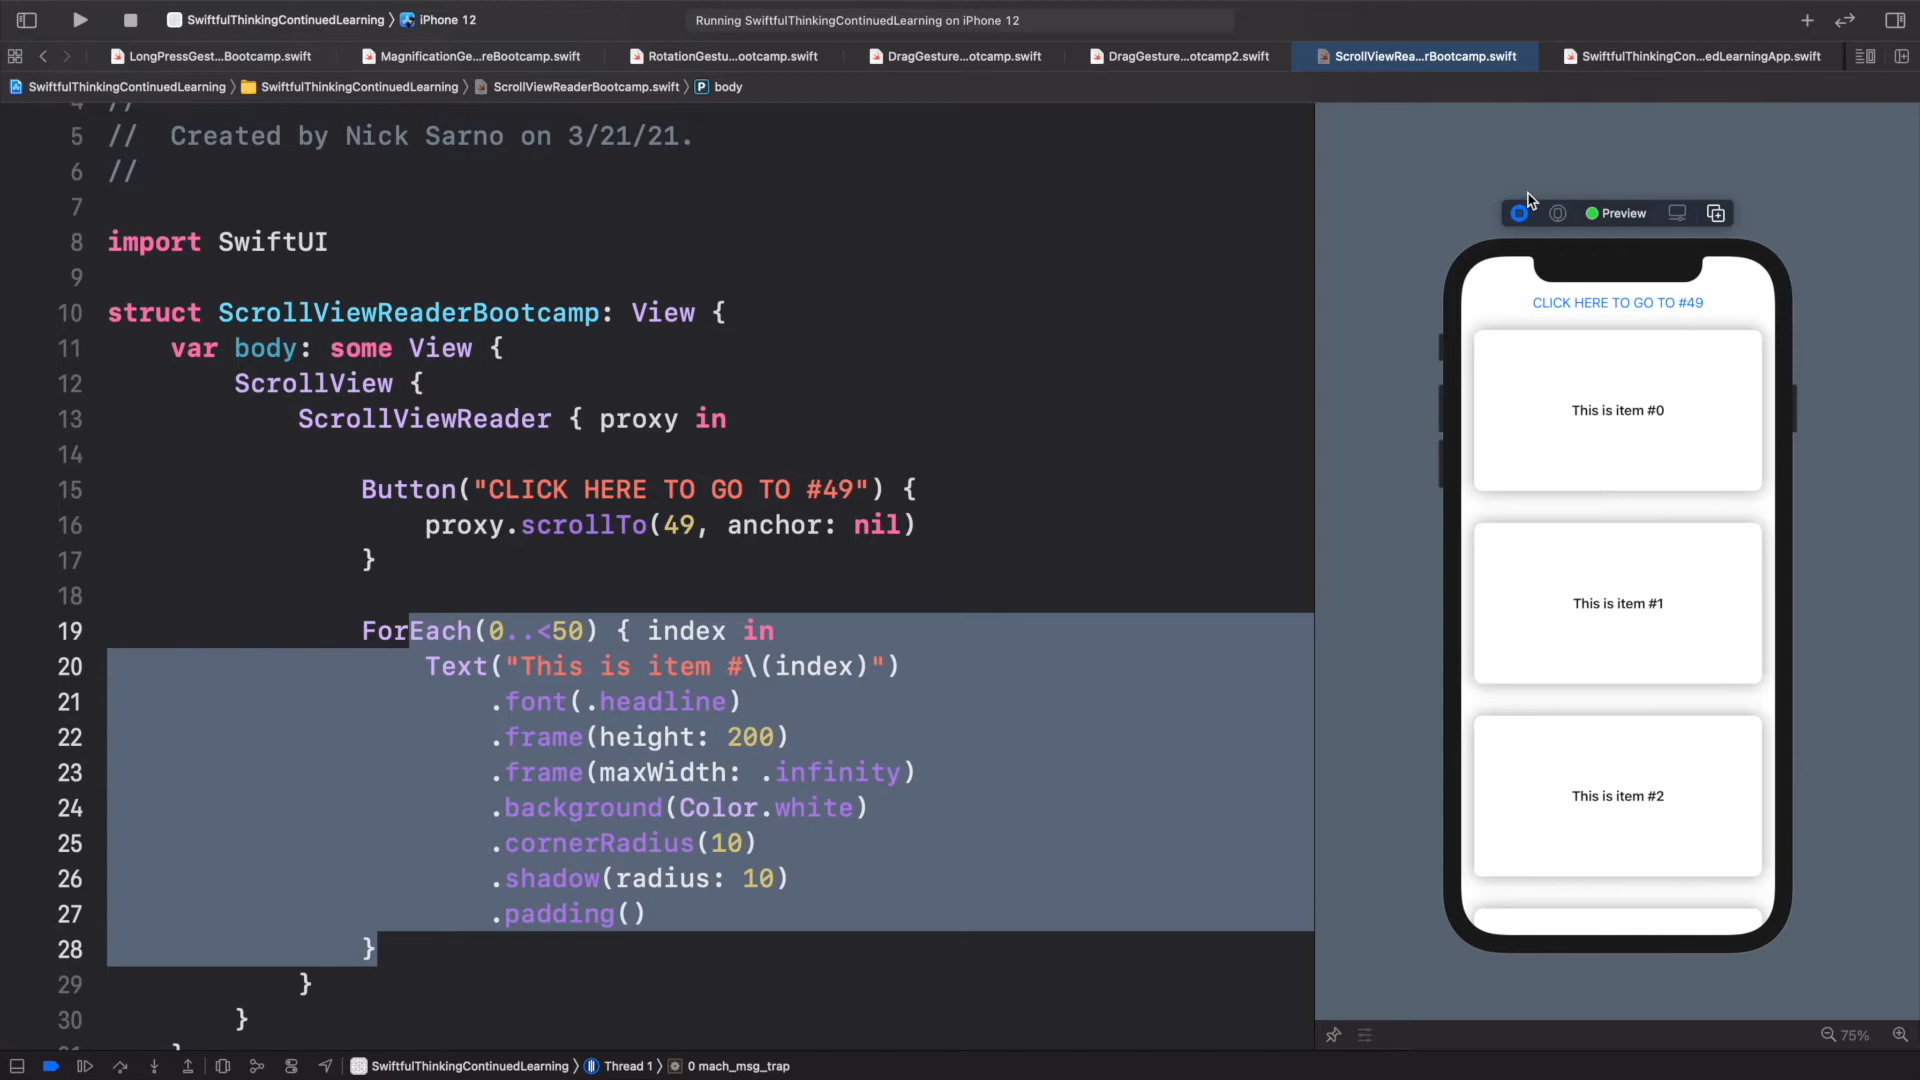 SwiftfulThinkingContinuedLearning 〉 iPhone 12
Running SwiftfulThinkingContinuedLearning on iPhone 12
LongPressGest...Bootcamp.swift
MagnificationGe...reBootcamp.swift
RotationGestu...ootcamp.swift
DragGesture...otcamp.swift
DragGesture...otcamp2.swift
ScrollViewRea...rBootcamp.swift
SwiftfulThinkingCon...edLearningApp.swift
SwiftfulThinkingContinuedLearning 〉 SwiftfulThinkingContinuedLearning 〉 ScrollViewReaderBootcamp.swift 〉 P body
4 //
5 //  Created by Nick Sarno on 3/21/21.
6 //
7
8 import SwiftUI
9
10 struct ScrollViewReaderBootcamp: View {
11     var body: some View {
12         ScrollView {
13             ScrollViewReader { proxy in
14
15                 Button("CLICK HERE TO GO TO #49") {
16                     proxy.scrollTo(49, anchor: nil)
17                 }
18
19                 ForEach(0..<50) { index in
20                     Text("This is item #\(index)")
21                         .font(.headline)
22                         .frame(height: 200)
23                         .frame(maxWidth: .infinity)
24                         .background(Color.white)
25                         .cornerRadius(10)
26                         .shadow(radius: 10)
27                         .padding()
28                 }
29             }
30         }
31     }
Preview
CLICK HERE TO GO TO #49
This is item #0
This is item #1
This is item #2
75%
SwiftfulThinkingContinuedLearning 〉 Thread 1 〉 0 mach_msg_trap